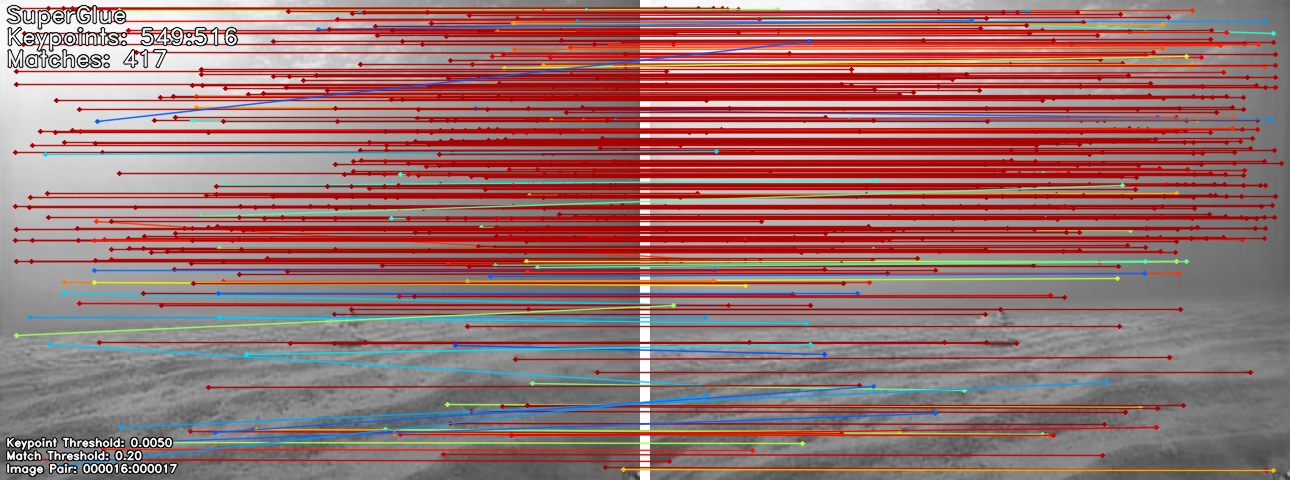 SuperGlue
Keypoints: 549:516
Matches: 417
Keypoint Threshold: 0.0050
Match Threshold: 0.20
Image Pair: 000016:000017